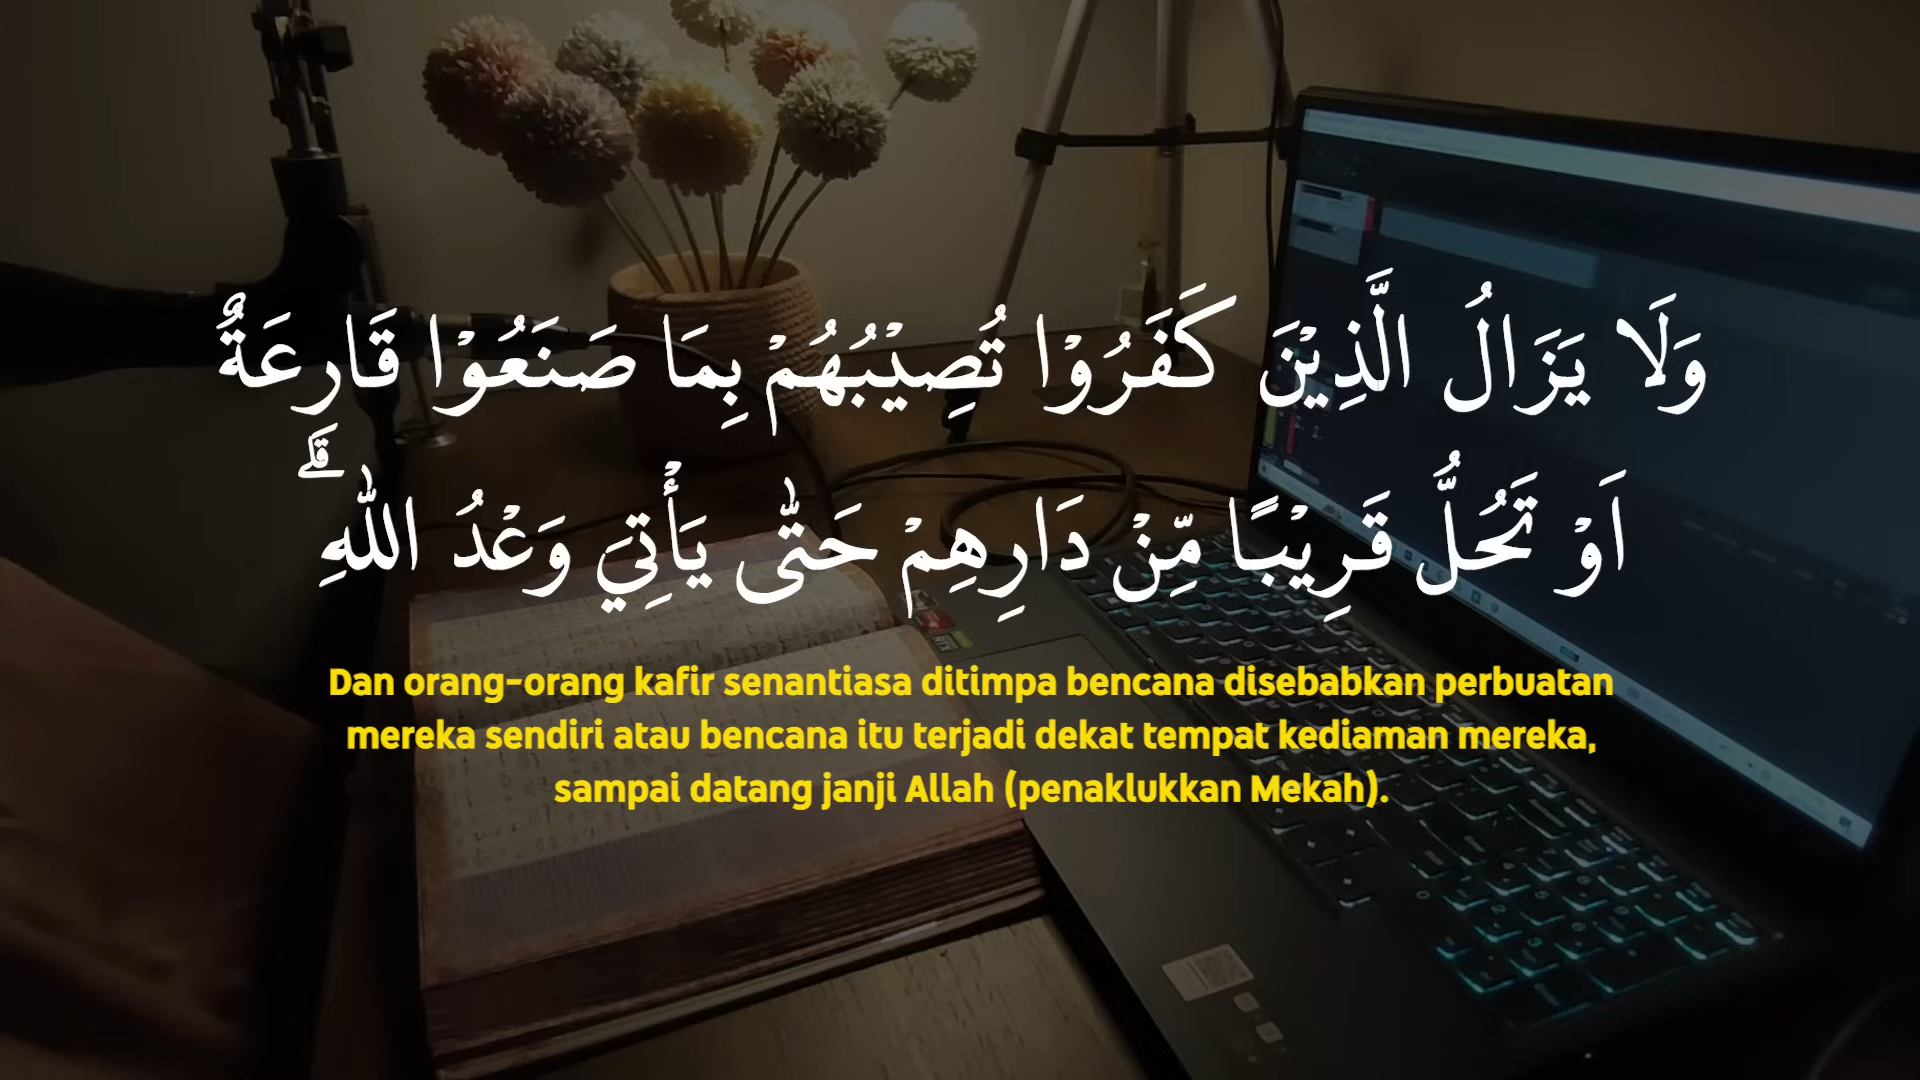 وَلَا يَزَالُ الَّذِيْنَ كَفَرُوْا تُصِيْبُهُمْ بِمَا صَنَعُوْا قَارِعَةٌ
اَوْ تَحُلُّ قَرِيْبًا مِّنْ دَارِهِمْ حَتّٰى يَأْتِيَ وَعْدُ اللّٰهِ ۗ
Dan orang-orang kafir senantiasa ditimpa bencana disebabkan perbuatan
mereka sendiri atau bencana itu terjadi dekat tempat kediaman mereka,
sampai datang janji Allah (penaklukkan Mekah).